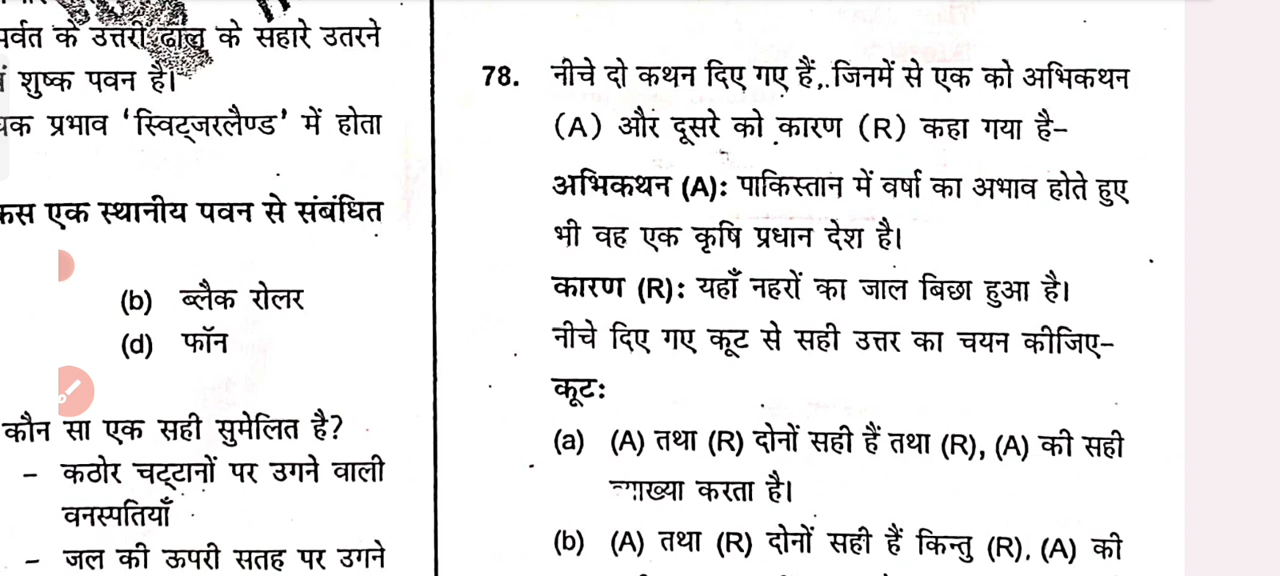 पर्वत के उत्तरी ढाल के सहारे उतरने
शुष्क पवन है।
प्रभाव 'स्विट्जरलैण्ड' में होता
एक स्थानीय पवन से संबंधित
(b) ब्लैक रोलर
(d) फॉन
कौन सा एक सही सुमेलित है?
– कठोर चट्टानों पर उगने वाली
वनस्पतियाँ
– जल की ऊपरी सतह पर उगने
78. नीचे दो कथन दिए गए हैं, जिनमें से एक को अभिकथन
(A) और दूसरे को कारण (R) कहा गया है–
अभिकथन (A): पाकिस्तान में वर्षा का अभाव होते हुए
भी वह एक कृषि प्रधान देश है।
कारण (R): यहाँ नहरों का जाल बिछा हुआ है।
नीचे दिए गए कूट से सही उत्तर का चयन कीजिए–
कूट:
(a) (A) तथा (R) दोनों सही हैं तथा (R), (A) की सही
व्याख्या करता है।
(b) (A) तथा (R) दोनों सही हैं किन्तु (R), (A) की